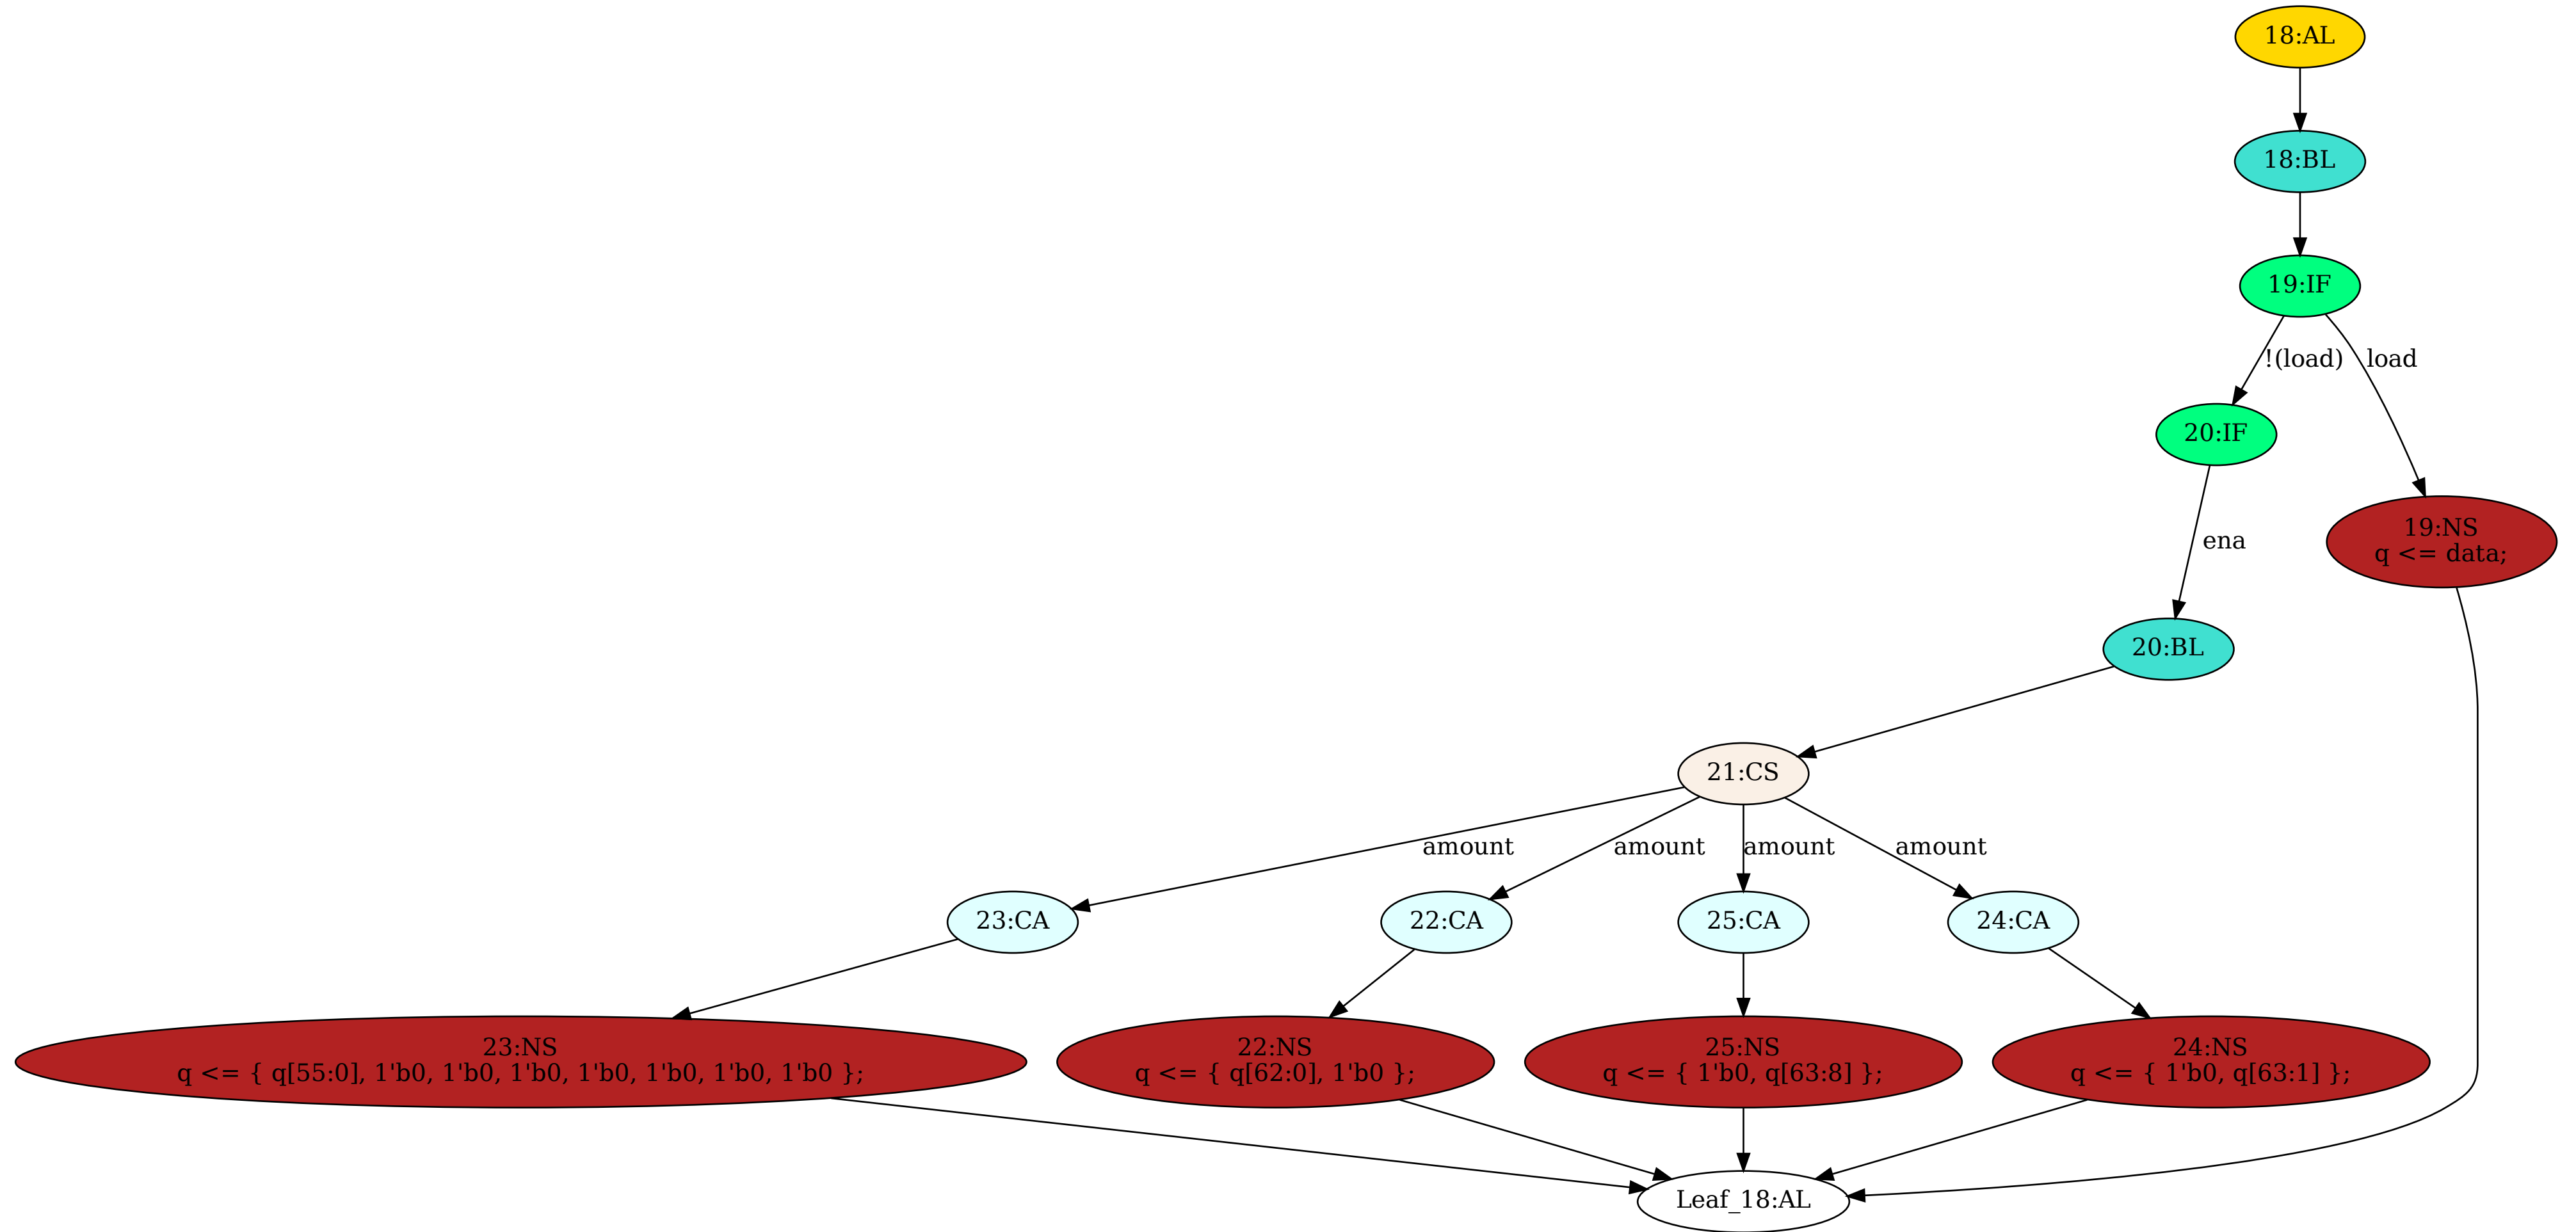 18:AL
18:BL
19:IF
!(load)
load
20:IF
19:NS
q <= data;
ena
20:BL
21:CS
amount
amount
amount
amount
23:CA
22:CA
25:CA
24:CA
23:NS
q <= { q[55:0], 1'b0, 1'b0, 1'b0, 1'b0, 1'b0, 1'b0, 1'b0 };
22:NS
q <= { q[62:0], 1'b0 };
25:NS
q <= { 1'b0, q[63:8] };
24:NS
q <= { 1'b0, q[63:1] };
Leaf_18:AL